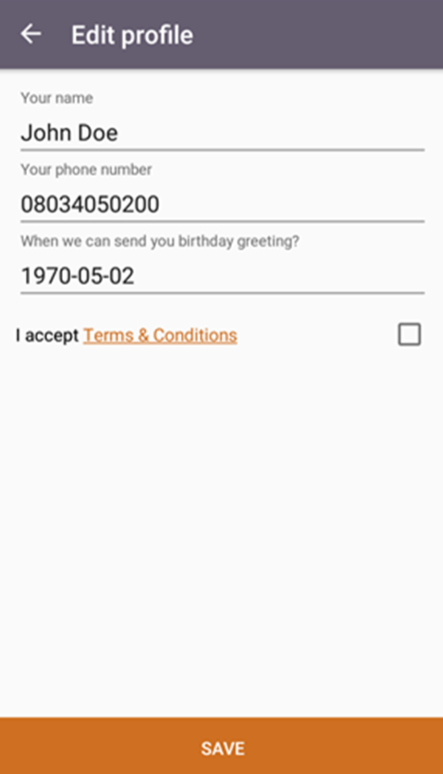 Edit profile
Your name
John Doe
Your phone number
08034050200
When we can send you birthday greeting?
1970-05-02
I accept Terms & Conditions
SAVE